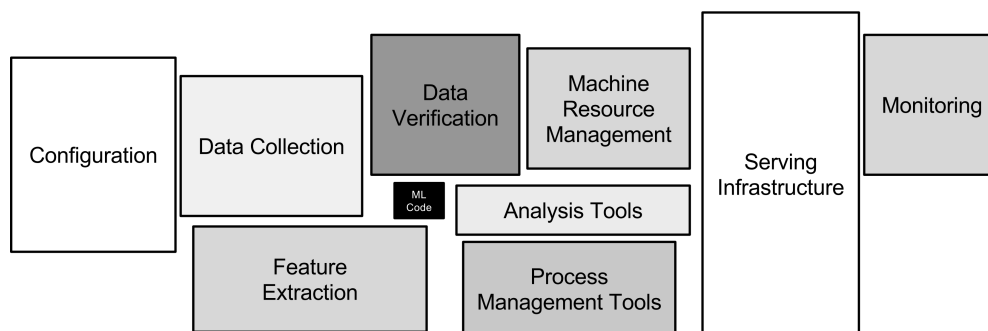 Configuration
Data Collection
Data
Verification
Machine
Resource
Management
Monitoring
Serving
Infrastructure
ML
Code
Analysis Tools
Feature
Extraction
Process
Management Tools